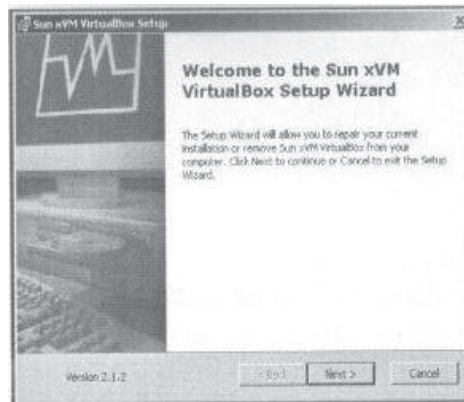 Sun xVM VirtualBox Setup
Welcome to the Sun xVM
VirtualBox Setup Wizard
The Setup Wizard will allow you to repair your current
installation or remove Sun xVM VirtualBox from your
computer. Click Next to continue or Cancel to exit the Setup
Wizard.
Version 2.1.2
< Back
Next >
Cancel